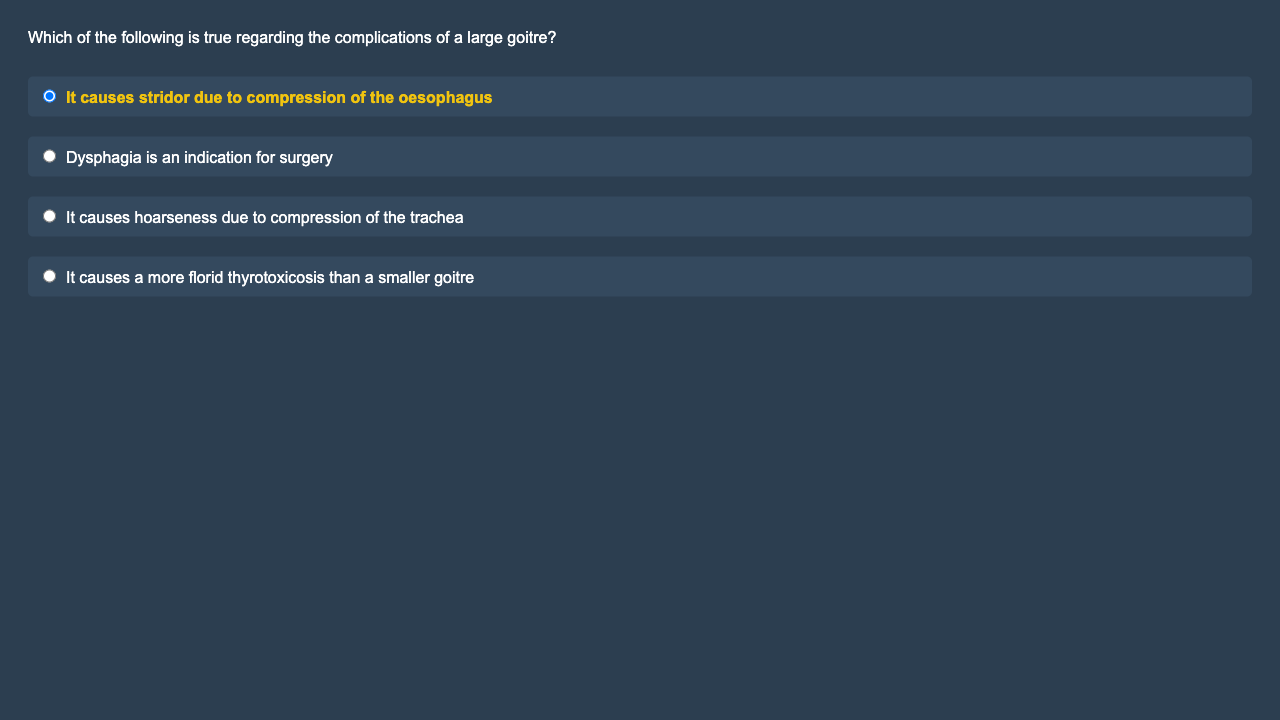 Which of the following is true regarding the complications of a large goitre?
It causes stridor due to compression of the oesophagus
Dysphagia is an indication for surgery
It causes hoarseness due to compression of the trachea
It causes a more florid thyrotoxicosis than a smaller goitre